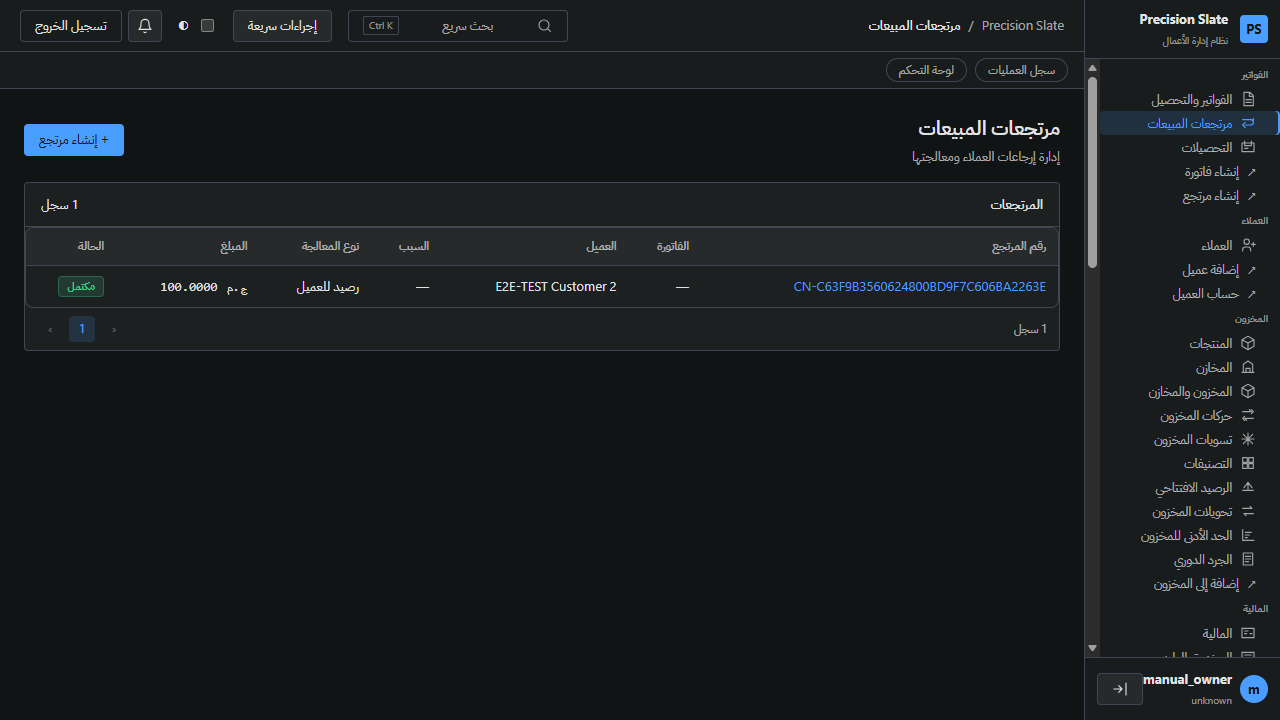 Precision Slate
نظام إدارة الأعمال
PS
Precision Slate / مرتجعات المبيعات
بحث سريع Ctrl K
إجراءات سريعة
تسجيل الخروج
سجل العمليات
لوحة التحكم
الفواتير
الفواتير والتحصيل
مرتجعات المبيعات
التحصيلات
إنشاء فاتورة
إنشاء مرتجع
العملاء
العملاء
إضافة عميل
حساب العميل
المخزون
المنتجات
المخازن
المخزون والمخازن
حركات المخزون
تسويات المخزون
التصنيفات
الرصيد الافتتاحي
تحويلات المخزون
الحد الأدنى للمخزون
الجرد الدوري
إضافة إلى المخزون
المالية
المالية
manual_owner
unknown
m
مرتجعات المبيعات
إدارة إرجاعات العملاء ومعالجتها
+ إنشاء مرتجع
المرتجعات
1 سجل
رقم المرتجع الفاتورة العميل السبب نوع المعالجة المبلغ الحالة
CN-C63F9B3560624800BD9F7C606BA2263E — E2E-TEST Customer 2 — رصيد للعميل 100.0000 ج.م مكتمل
1 سجل
› 1 ‹